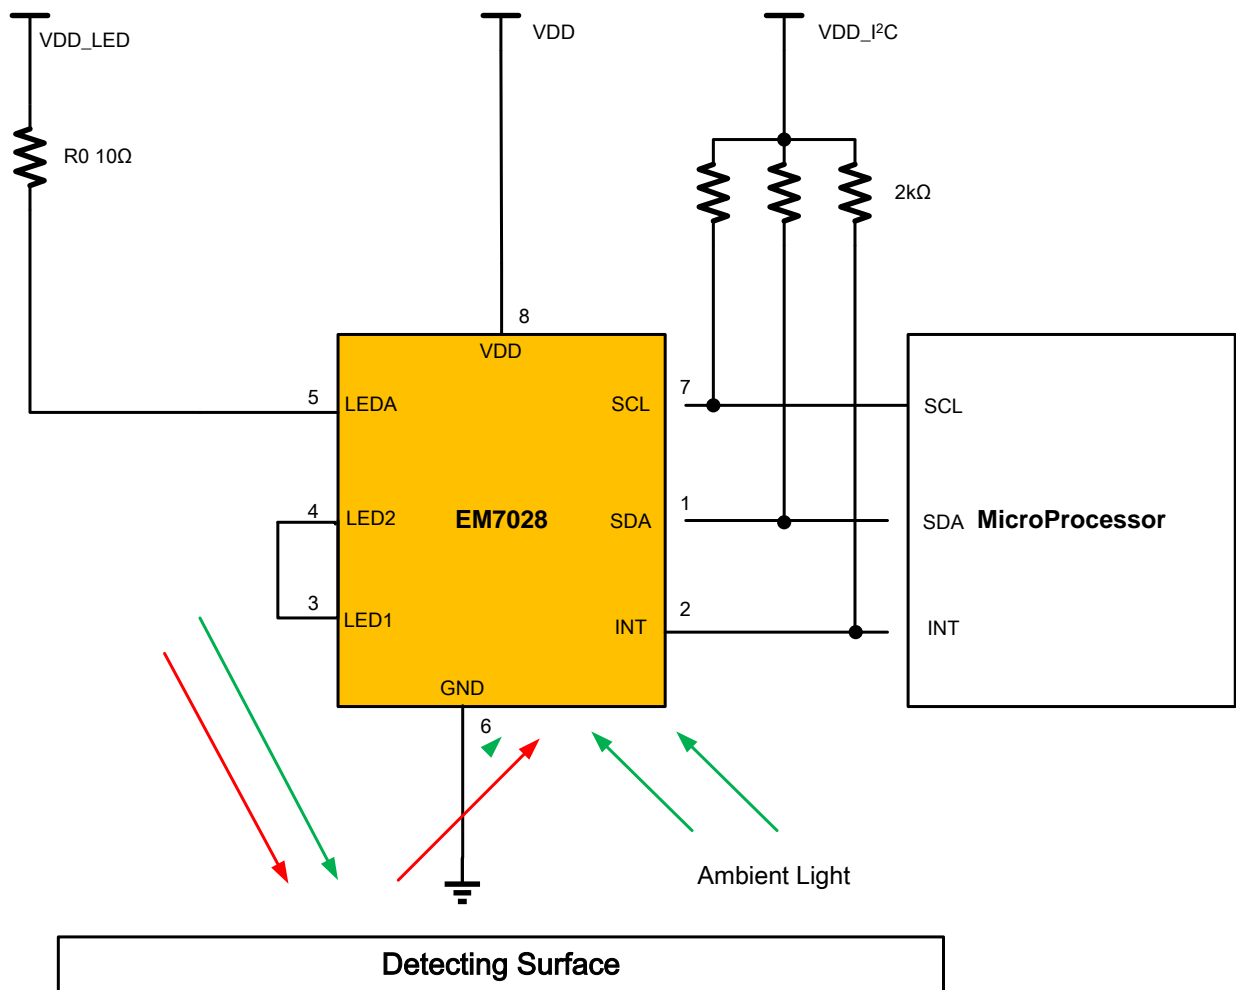 VDD_LED
VDD
VDD_I²C
R0 10Ω
2kΩ
8
VDD
5
LEDA
SCL
7
SCL
4
LED2
EM7028
SDA
1
SDA
MicroProcessor
3
LED1
INT
2
INT
GND
6
Ambient Light
Detecting Surface